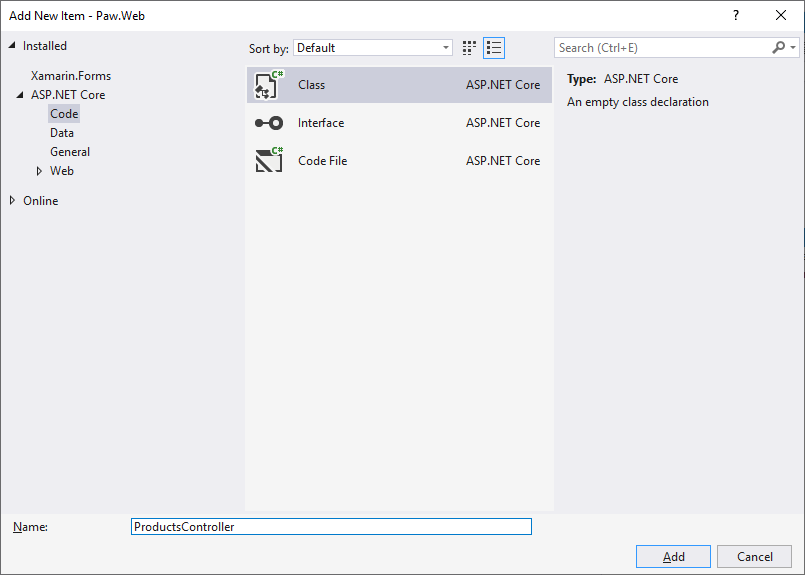 Add New Item - Paw.Web
?
Installed
Sort by: Default
Search (Ctrl+E)
Xamarin.Forms
ASP.NET Core
Code
Data
General
Web
Online
C# Class ASP.NET Core
Interface ASP.NET Core
C# Code File ASP.NET Core
Type: ASP.NET Core
An empty class declaration
Name: ProductsController
Add Cancel